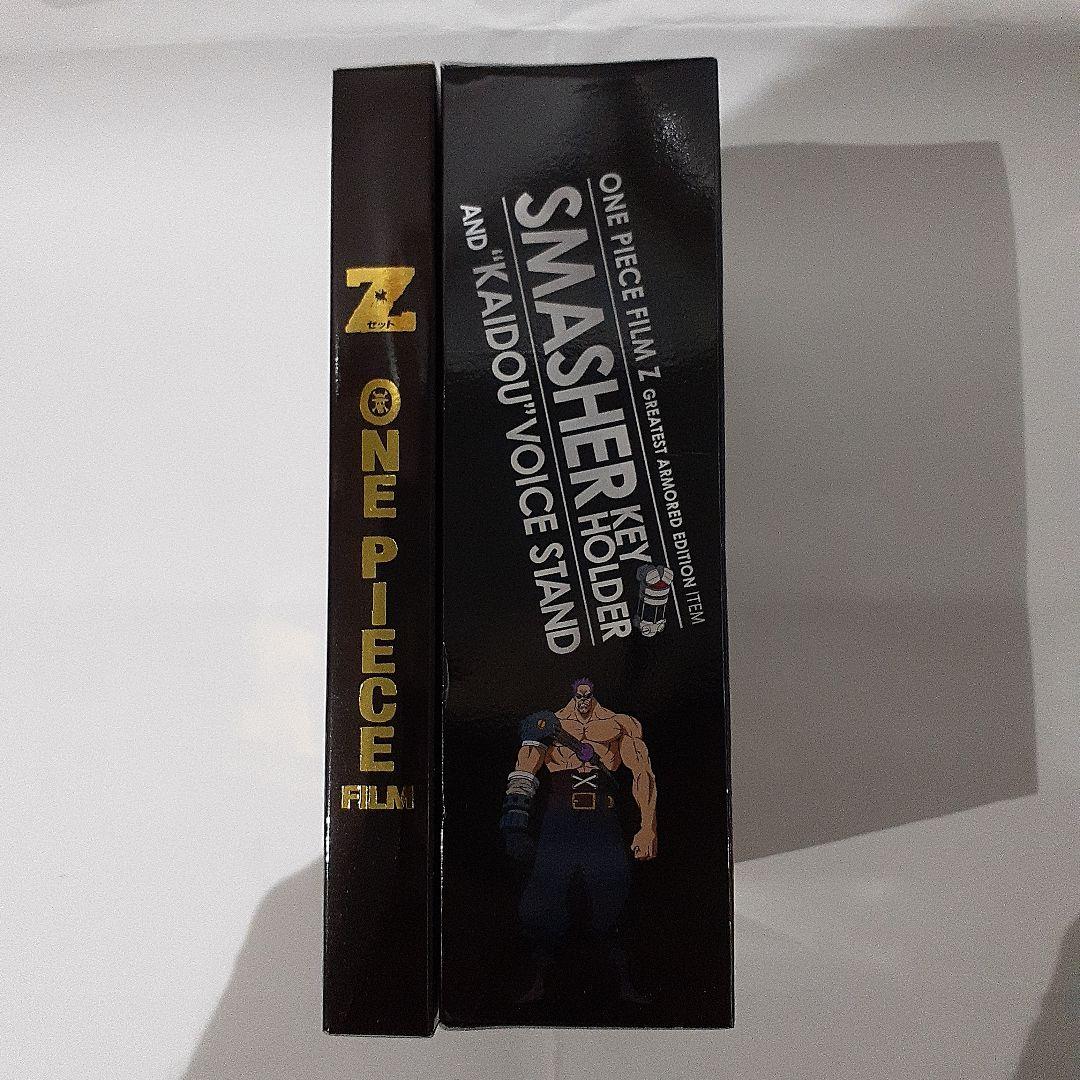 Z
ゼット
ONE PIECE
FILM
ONE PIECE FILM Z GREATEST ARMORED EDITION ITEM
SMASHER KEY HOLDER
AND "KAIDOU" VOICE STAND